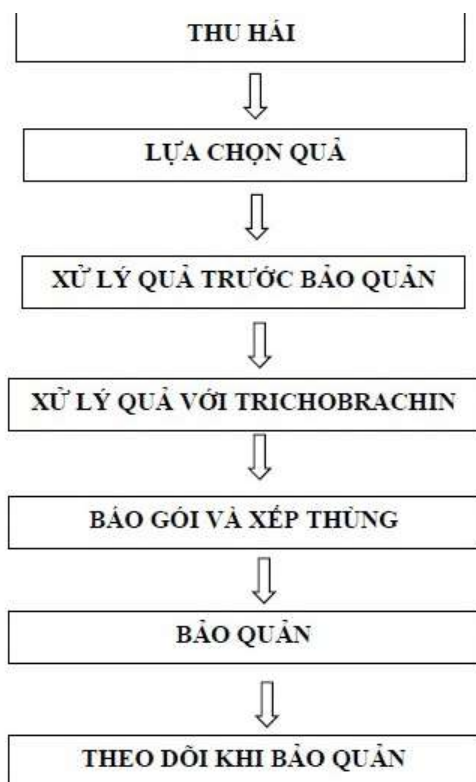 THU HÁI
LỰA CHỌN QUẢ
XỬ LÝ QUẢ TRƯỚC BẢO QUẢN
XỬ LÝ QUẢ VỚI TRICHOBRACHIN
BÁO GÓI VÀ XẾP THÙNG
BẢO QUẢN
THEO DÕI KHI BẢO QUẢN